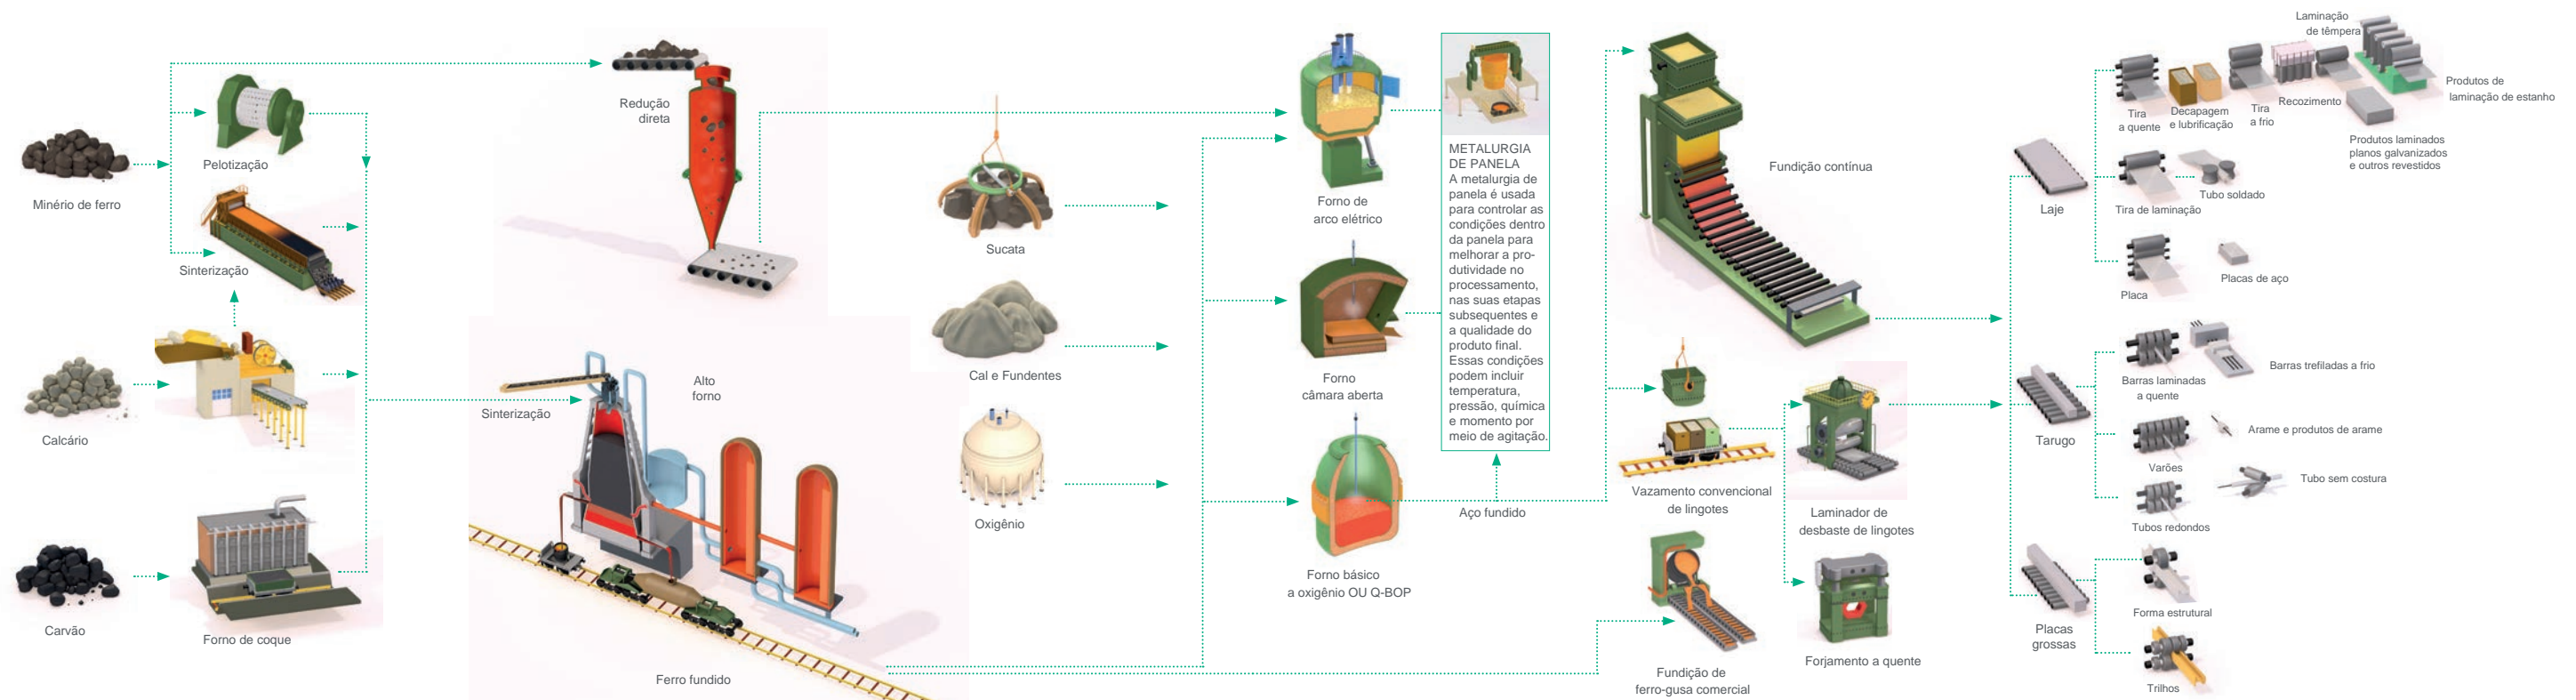 Minério de ferro
Pelotização
Sinterização
Calcário
Carvão
Forno de coque
Redução
direta
Sinterização
Alto
forno
Ferro fundido
Sucata
Cal e Fundentes
Oxigênio
Forno de
arco elétrico
Forno
câmara aberta
Forno básico
a oxigênio OU Q-BOP
METALURGIA
DE PANELA
A metalurgia de
panela é usada
para controlar as
condições dentro
da panela para
melhorar a pro-
dutividade no
processamento,
nas suas etapas
subsequentes e
a qualidade do
produto final.
Essas condições
podem incluir
temperatura,
pressão, química
e momento por
meio de agitação.
Aço fundido
Fundição contínua
Vazamento convencional
de lingotes
Laminador de
desbaste de lingotes
Fundição de
ferro-gusa comercial
Forjamento a quente
Laje
Tarugo
Placas
grossas
Laminação
de têmpera
Tira
a quente
Decapagem
e lubrificação
Tira
a frio
Recozimento
Produtos de
laminação de estanho
Produtos laminados
planos galvanizados
e outros revestidos
Tira de laminação
Tubo soldado
Placa
Placas de aço
Barras laminadas
a quente
Barras trefiladas a frio
Varões
Arame e produtos de arame
Tubos redondos
Tubo sem costura
Forma estrutural
Trilhos